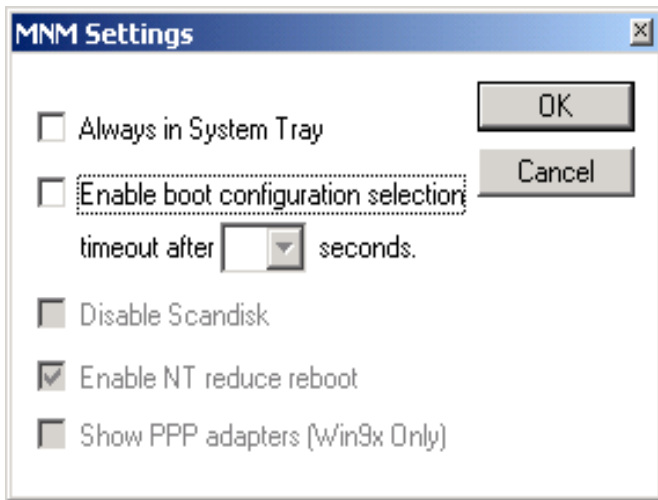 MNM Settings
Always in System Tray
OK
Enable boot configuration selection
Cancel
timeout after seconds.
Disable Scandisk
Enable NT reduce reboot
Show PPP adapters (Win9x Only)